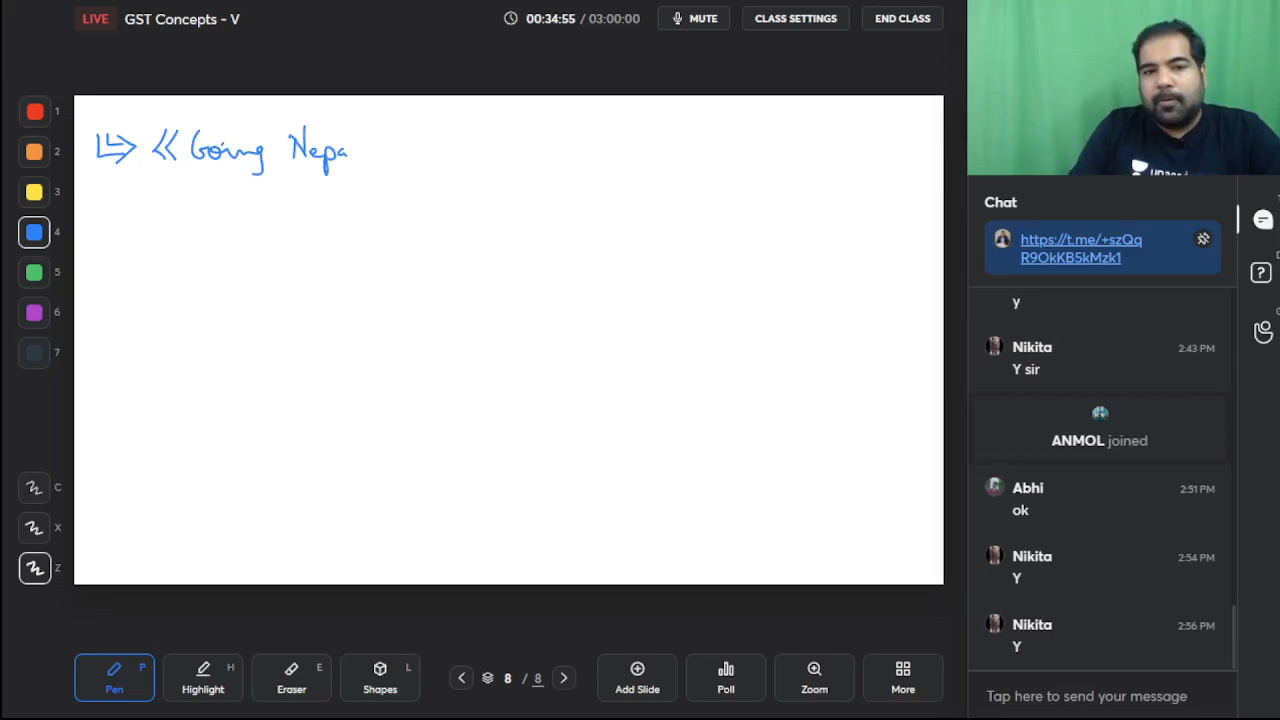 LIVE GST Concepts - V 00:34:55 / 03:00:00 MUTE CLASS SETTINGS END CLASS
1
2
3
4
5
6
7
C
X
Z
Going Nepa
Pen P
Highlight H
Eraser E
Shapes L
8 / 8
Add Slide
Poll
Zoom
More
Chat
https://t.me/+szQq
R9OkKB5kMzk1
y
Nikita 2:43 PM
Y sir
ANMOL joined
Abhi 2:51 PM
ok
Nikita 2:54 PM
Y
Nikita 2:56 PM
Y
Tap here to send your message